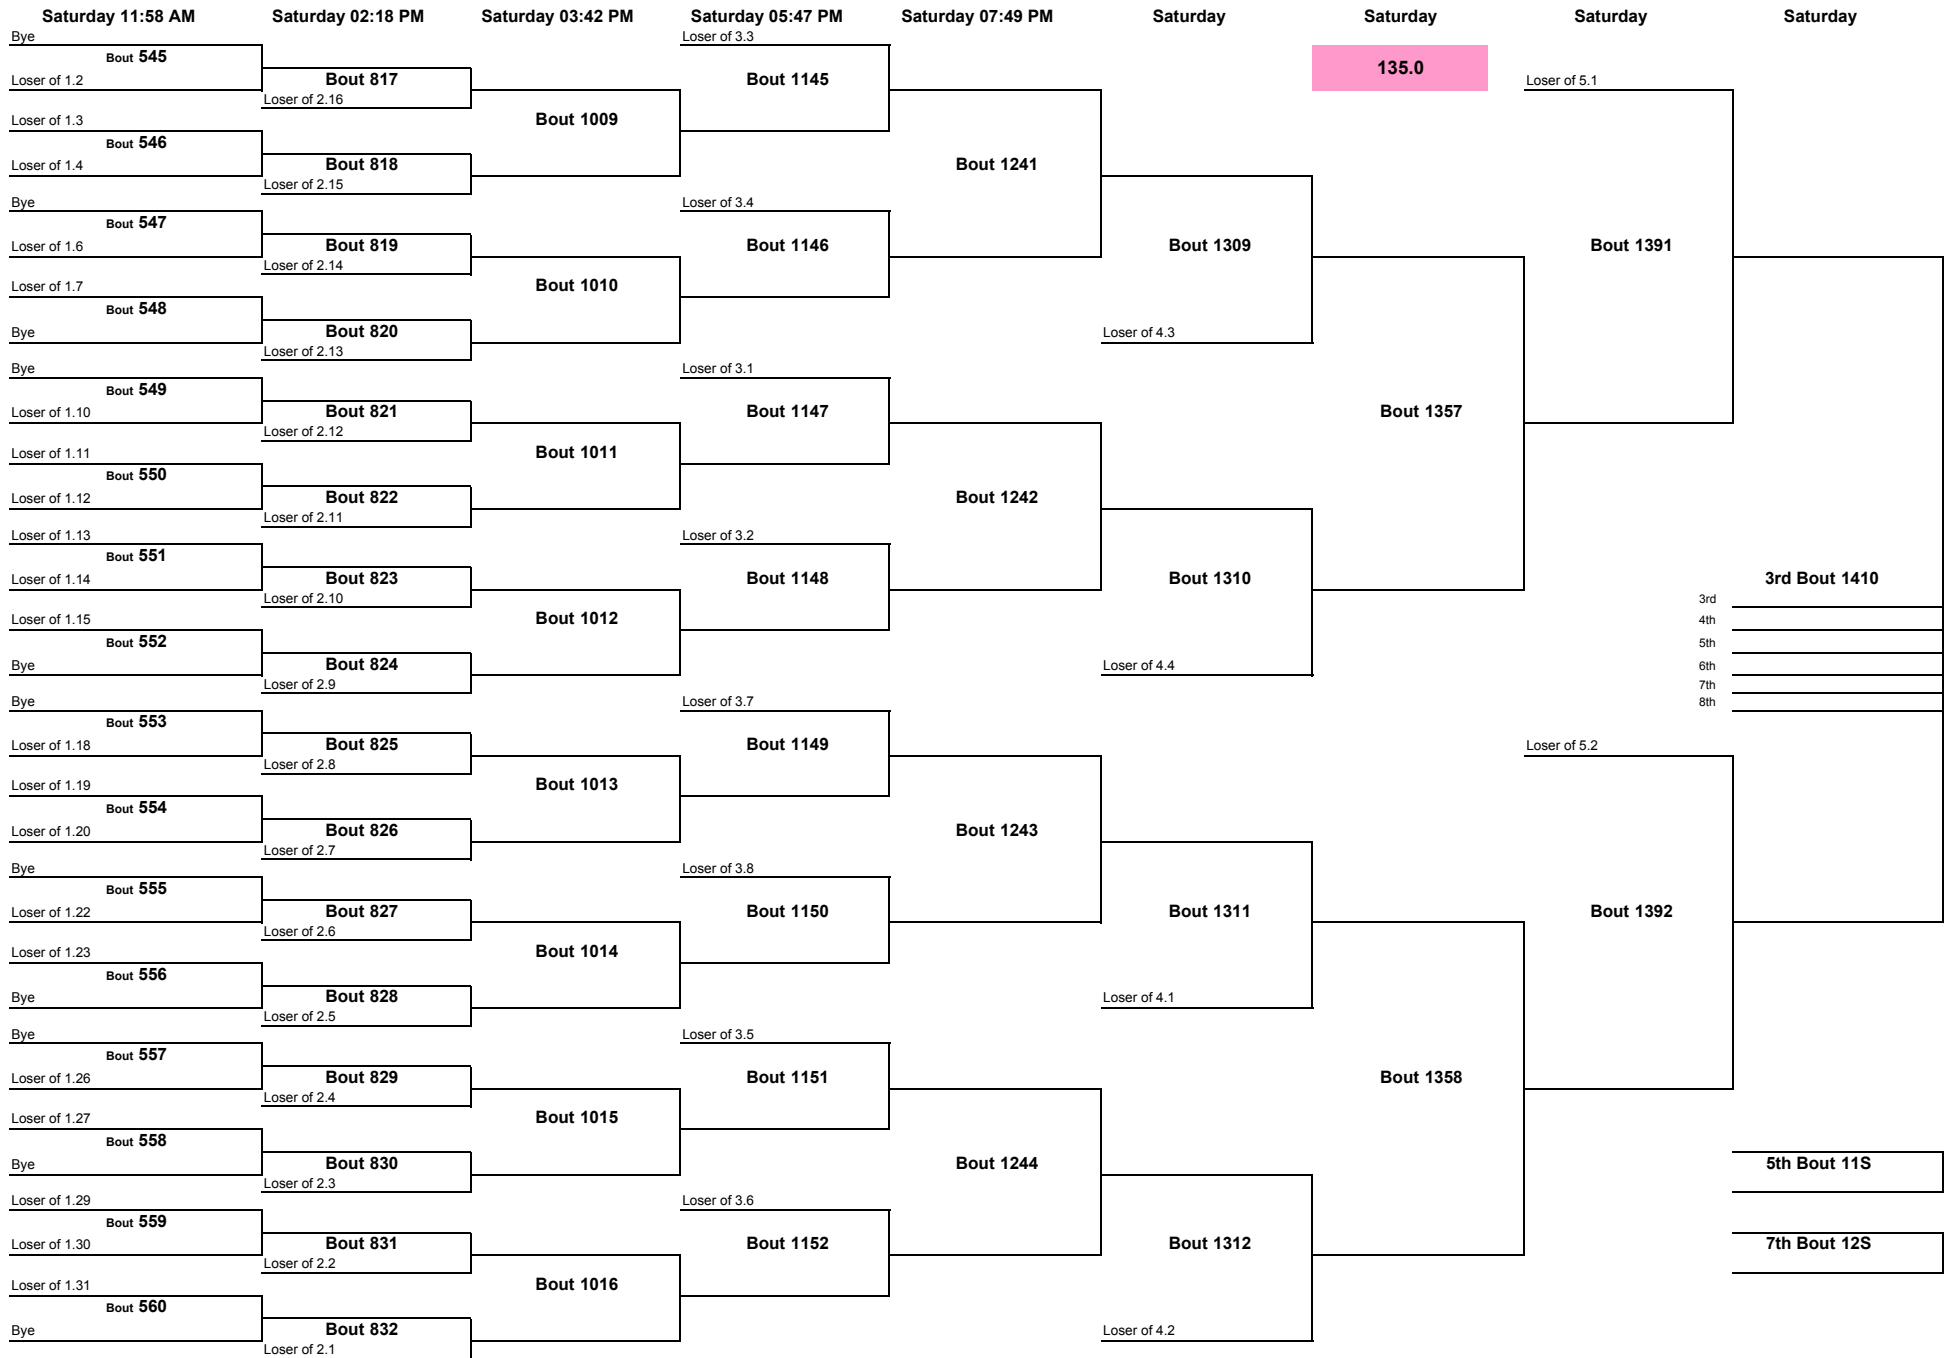 Saturday 11:58 AM Saturday 02:18 PM Saturday 03:42 PM Saturday 05:47 PM Saturday 07:49 PM Saturday Saturday Saturday Saturday
Bye Loser of 3.3
Bout 545
135.0
Loser of 1.2 Bout 817 Bout 1145 Loser of 5.1
Loser of 2.16
Loser of 1.3 Bout 1009
Bout 546
Loser of 1.4 Bout 818 Bout 1241
Loser of 2.15
Bye Loser of 3.4
Bout 547
Loser of 1.6 Bout 819 Bout 1146 Bout 1309 Bout 1391
Loser of 2.14
Loser of 1.7 Bout 1010
Bout 548
Bye Bout 820 Loser of 4.3
Loser of 2.13
Bye Loser of 3.1
Bout 549
Loser of 1.10 Bout 821 Bout 1147 Bout 1357
Loser of 2.12
Loser of 1.11 Bout 1011
Bout 550
Loser of 1.12 Bout 822 Bout 1242
Loser of 2.11
Loser of 1.13 Loser of 3.2
Bout 551
Loser of 1.14 Bout 823 Bout 1148 Bout 1310 3rd Bout 1410
Loser of 2.10 3rd
Loser of 1.15 Bout 1012 4th
Bout 552 5th
Bye Bout 824 Loser of 4.4 6th
Loser of 2.9 7th
Bye Loser of 3.7 8th
Bout 553
Loser of 1.18 Bout 825 Bout 1149 Loser of 5.2
Loser of 2.8
Loser of 1.19 Bout 1013
Bout 554
Loser of 1.20 Bout 826 Bout 1243
Loser of 2.7
Bye Loser of 3.8
Bout 555
Loser of 1.22 Bout 827 Bout 1150 Bout 1311 Bout 1392
Loser of 2.6
Loser of 1.23 Bout 1014
Bout 556
Bye Bout 828 Loser of 4.1
Loser of 2.5
Bye Loser of 3.5
Bout 557
Loser of 1.26 Bout 829 Bout 1151 Bout 1358
Loser of 2.4
Loser of 1.27 Bout 1015
Bout 558
Bye Bout 830 Bout 1244 5th Bout 11S
Loser of 2.3
Loser of 1.29 Loser of 3.6
Bout 559
Loser of 1.30 Bout 831 Bout 1152 Bout 1312 7th Bout 12S
Loser of 2.2
Loser of 1.31 Bout 1016
Bout 560
Bye Bout 832 Loser of 4.2
Loser of 2.1